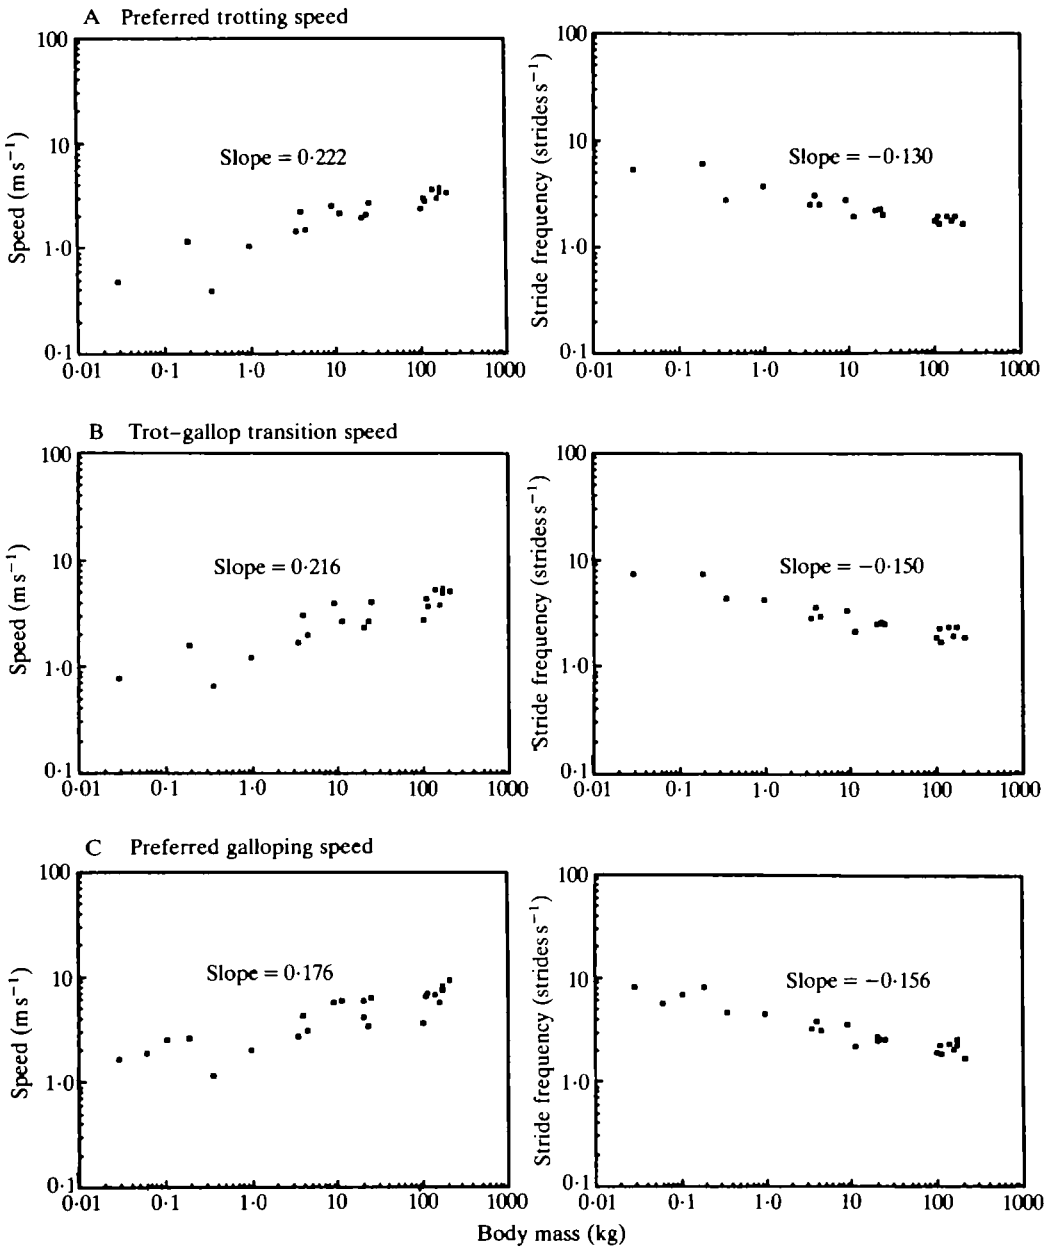 A Preferred trotting speed
100
10
1·0
0·1
Speed (m s⁻¹)
Slope = 0·222
0·01 0·1 1·0 10 100 1000
100
10
1·0
0·1
Stride frequency (strides s⁻¹)
Slope = −0·130
0·01 0·1 1·0 10 100 1000
B Trot–gallop transition speed
100
10
1·0
0·1
Speed (m s⁻¹)
Slope = 0·216
0·01 0·1 1·0 10 100 1000
100
10
1·0
0·1
Stride frequency (strides s⁻¹)
Slope = −0·150
0·01 0·1 1·0 10 100 1000
C Preferred galloping speed
100
10
1·0
0·1
Speed (m s⁻¹)
Slope = 0·176
0·01 0·1 1·0 10 100 1000
100
10
1·0
0·1
Stride frequency (strides s⁻¹)
Slope = −0·156
0·01 0·1 1·0 10 100 1000
Body mass (kg)